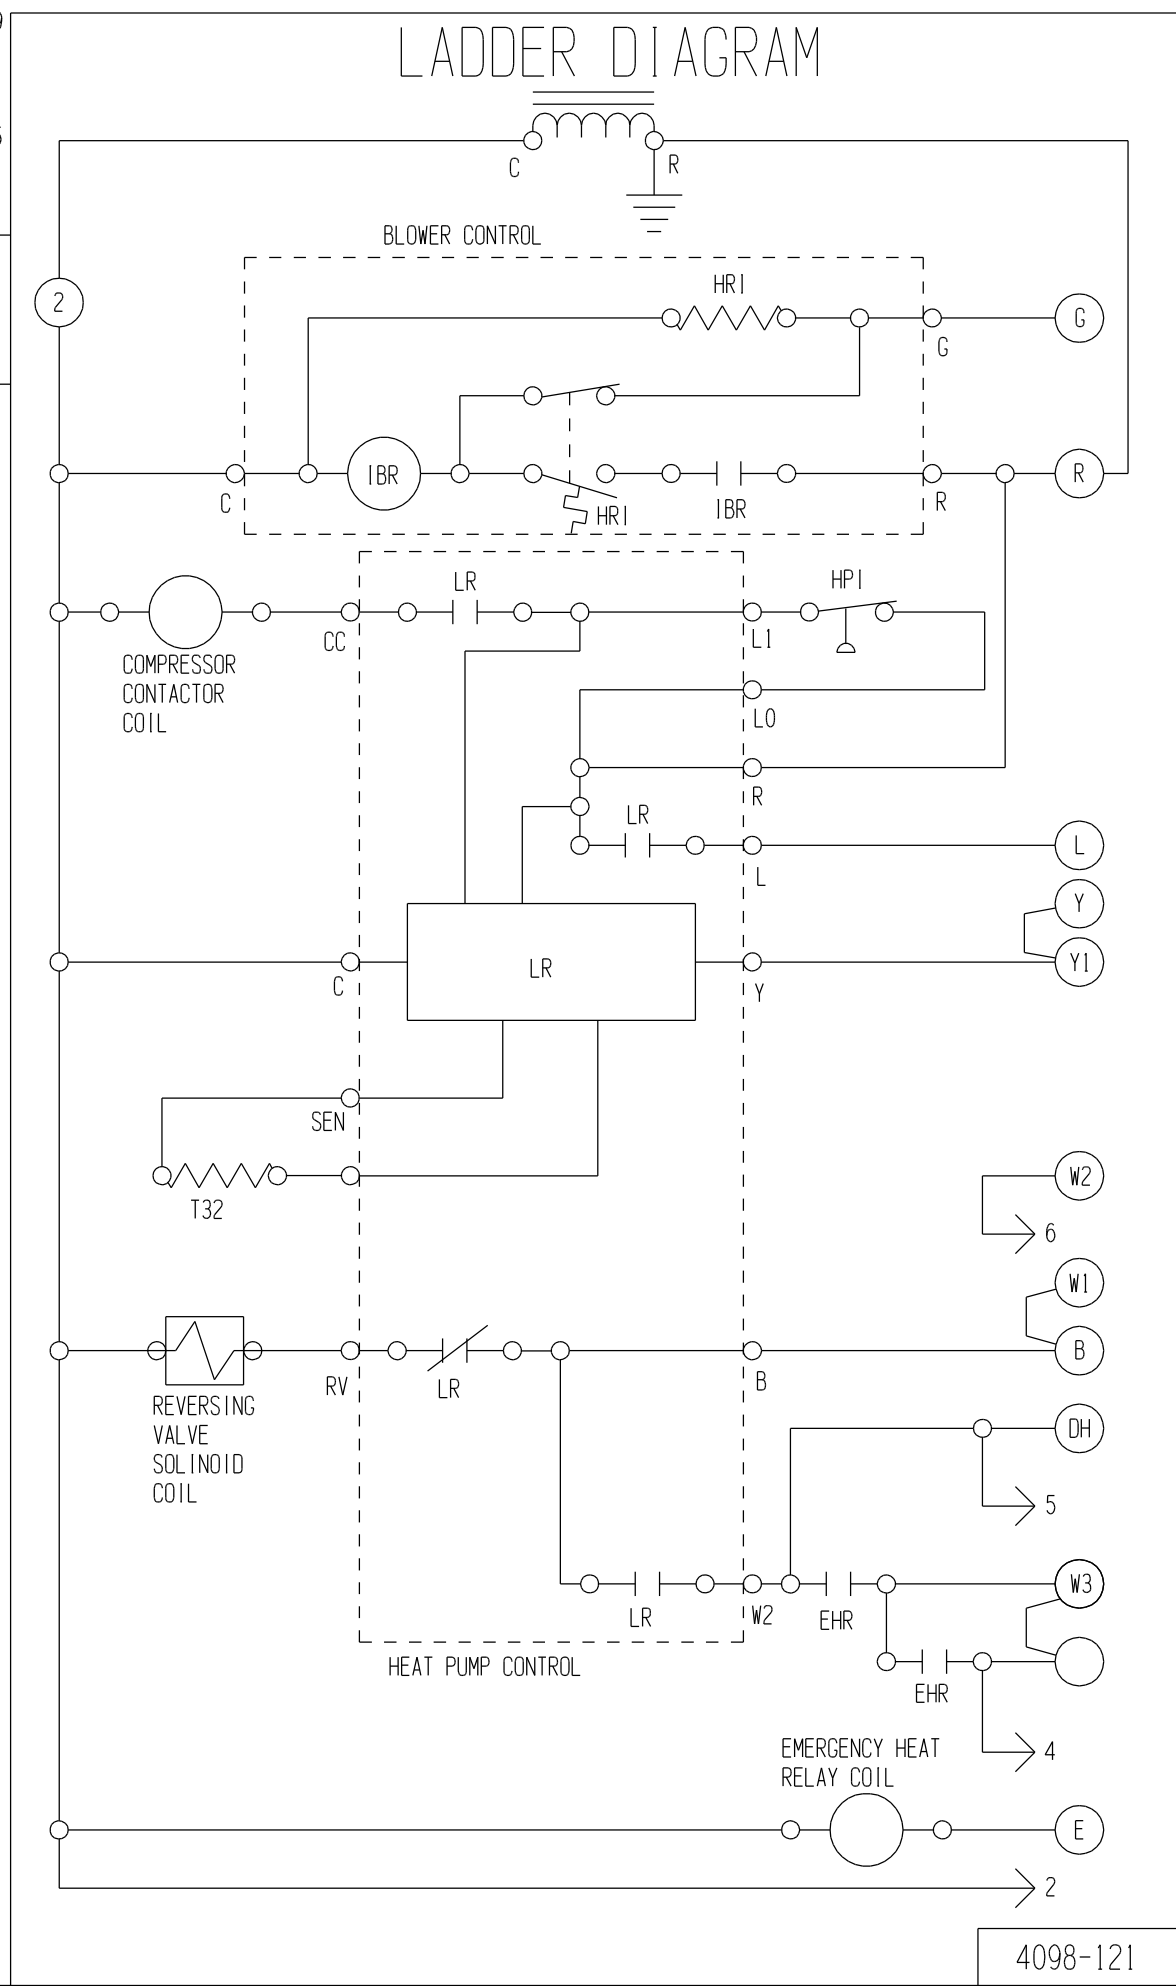 LADDER DIAGRAM
C
R
BLOWER CONTROL
2
HR1
G
G
IBR
HR1
IBR
C
R
R
LR
HP1
CC
L1
COMPRESSOR
CONTACTOR
COIL
LO
R
LR
L
L
Y
LR
Y1
C
Y
SEN
T32
W2
6
W1
B
RV
LR
B
REVERSING
VALVE
SOLINOID
COIL
DH
5
W3
LR
W2
EHR
HEAT PUMP CONTROL
EHR
EMERGENCY HEAT
RELAY COIL
4
E
2
4098-121